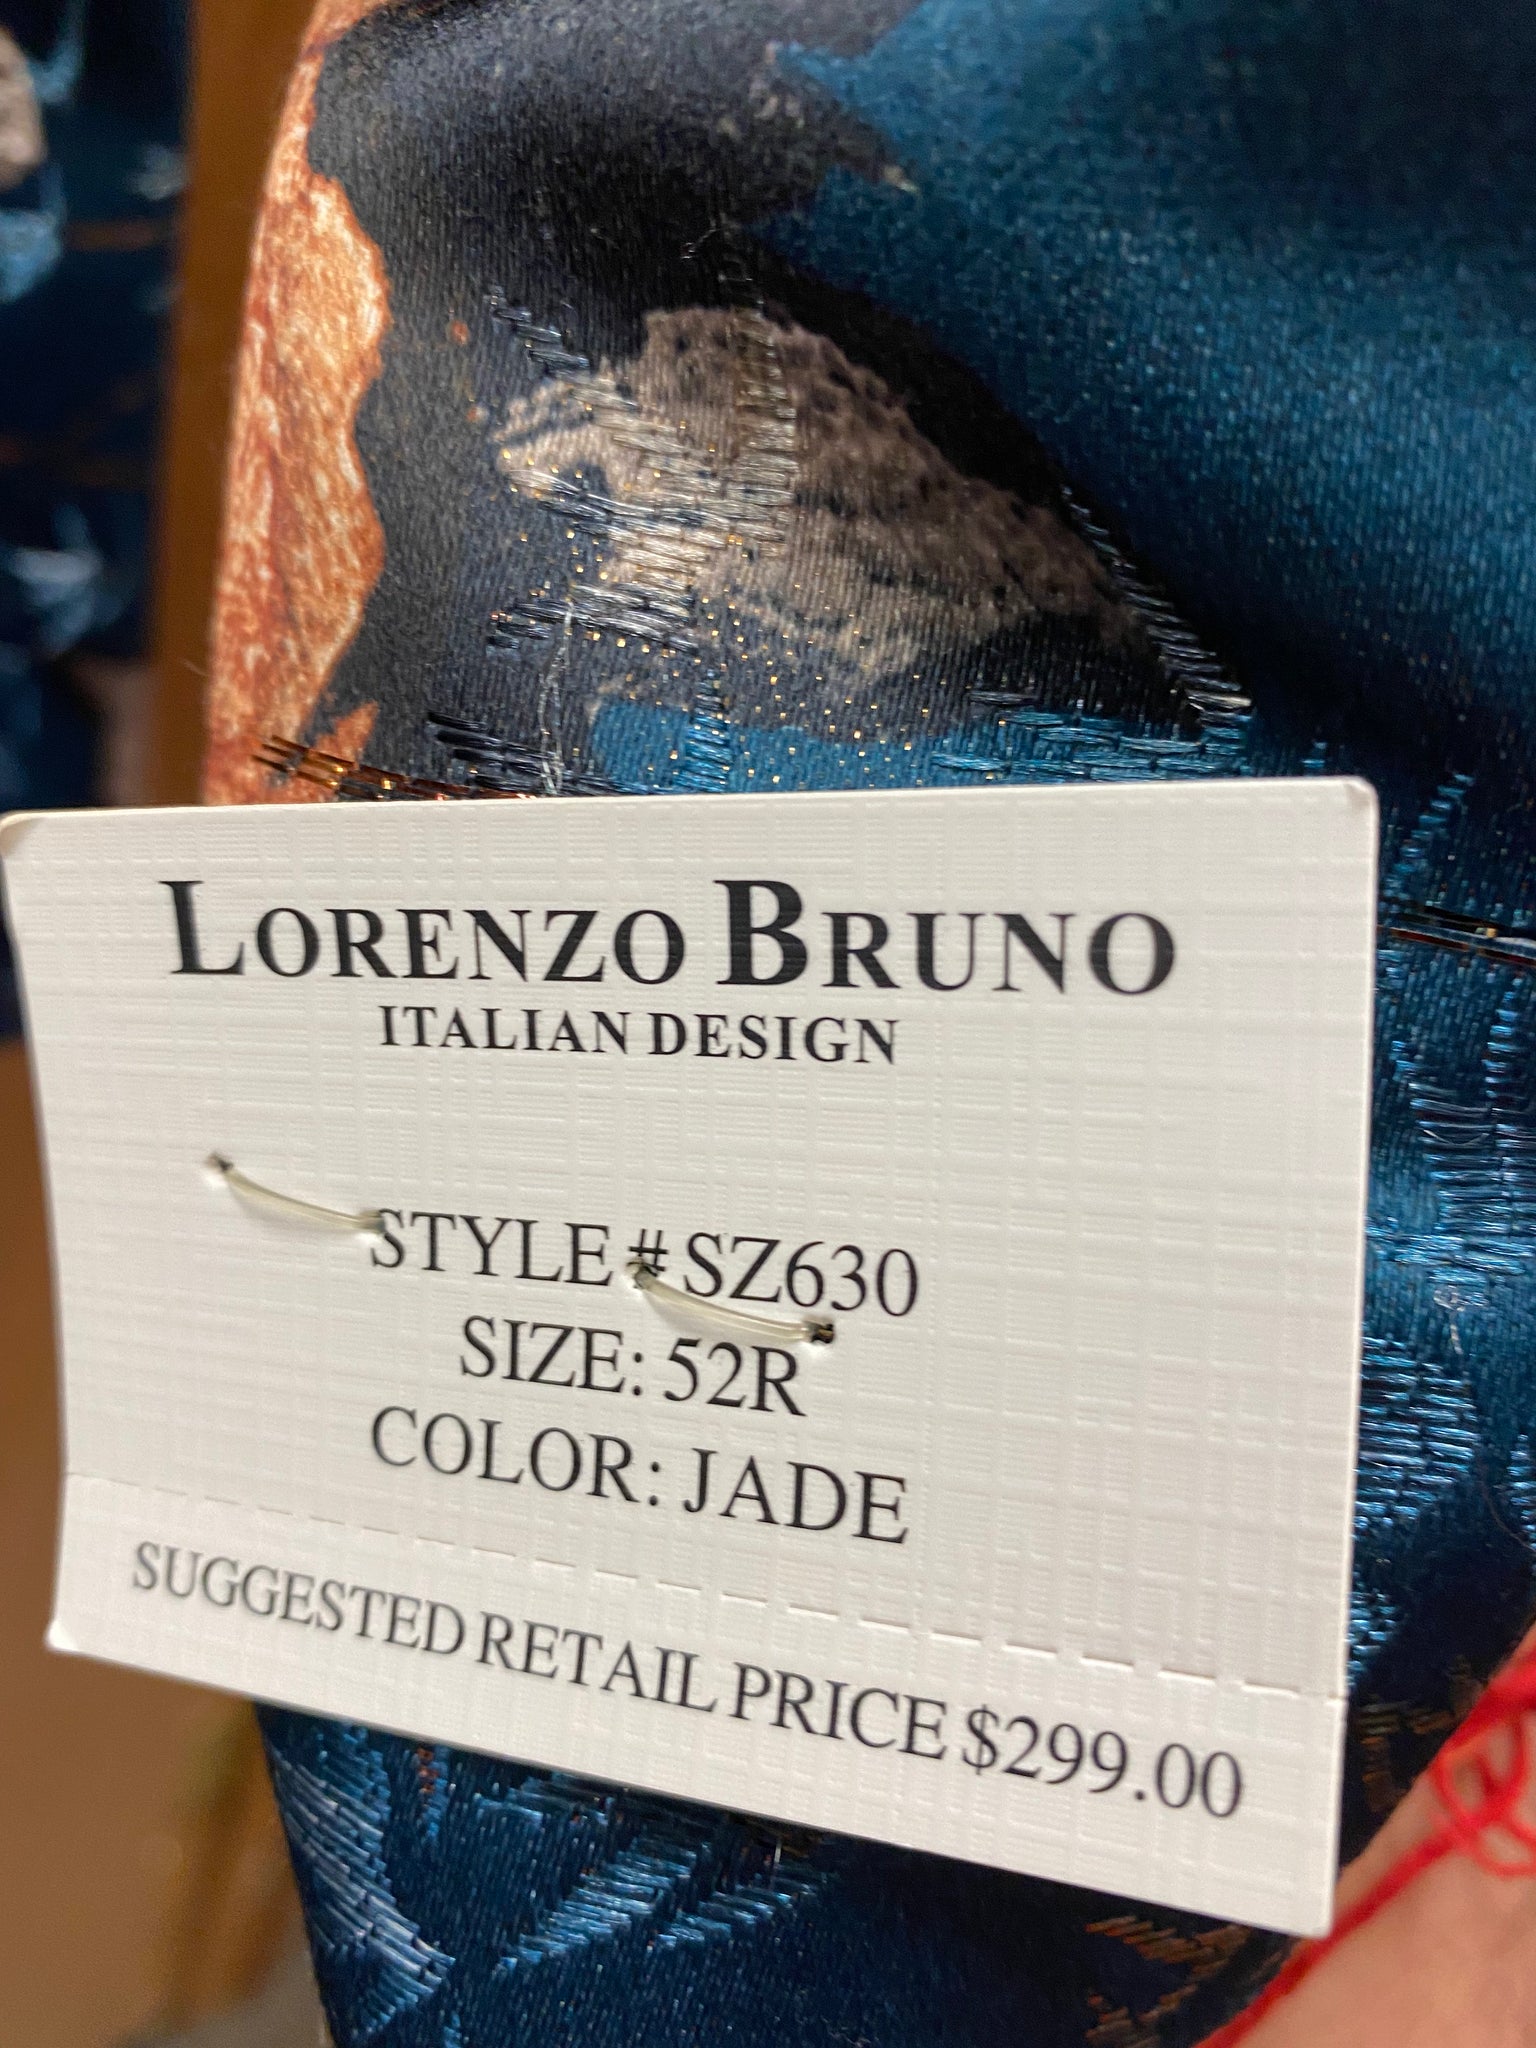 LORENZO BRUNO
ITALIAN DESIGN
STYLE # SZ630
SIZE: 52R
COLOR: JADE
SUGGESTED RETAIL PRICE $299.00